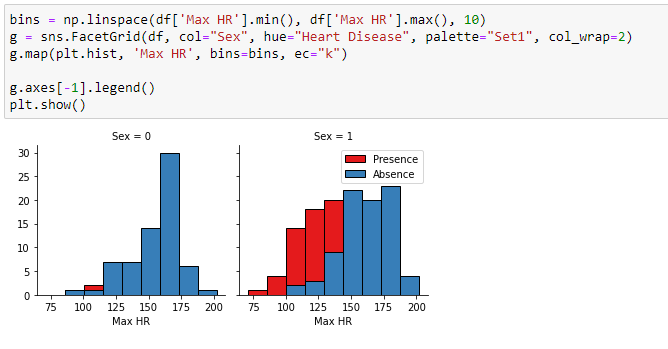 bins = np.linspace(df['Max HR'].min(), df['Max HR'].max(), 10)
g = sns.FacetGrid(df, col="Sex", hue="Heart Disease", palette="Set1", col_wrap=2)
g.map(plt.hist, 'Max HR', bins=bins, ec="k")
g.axes[-1].legend()
plt.show()
Sex = 0
Sex = 1
Presence
Absence
30
25
20
15
10
5
0
75 100 125 150 175 200
75 100 125 150 175 200
Max HR
Max HR